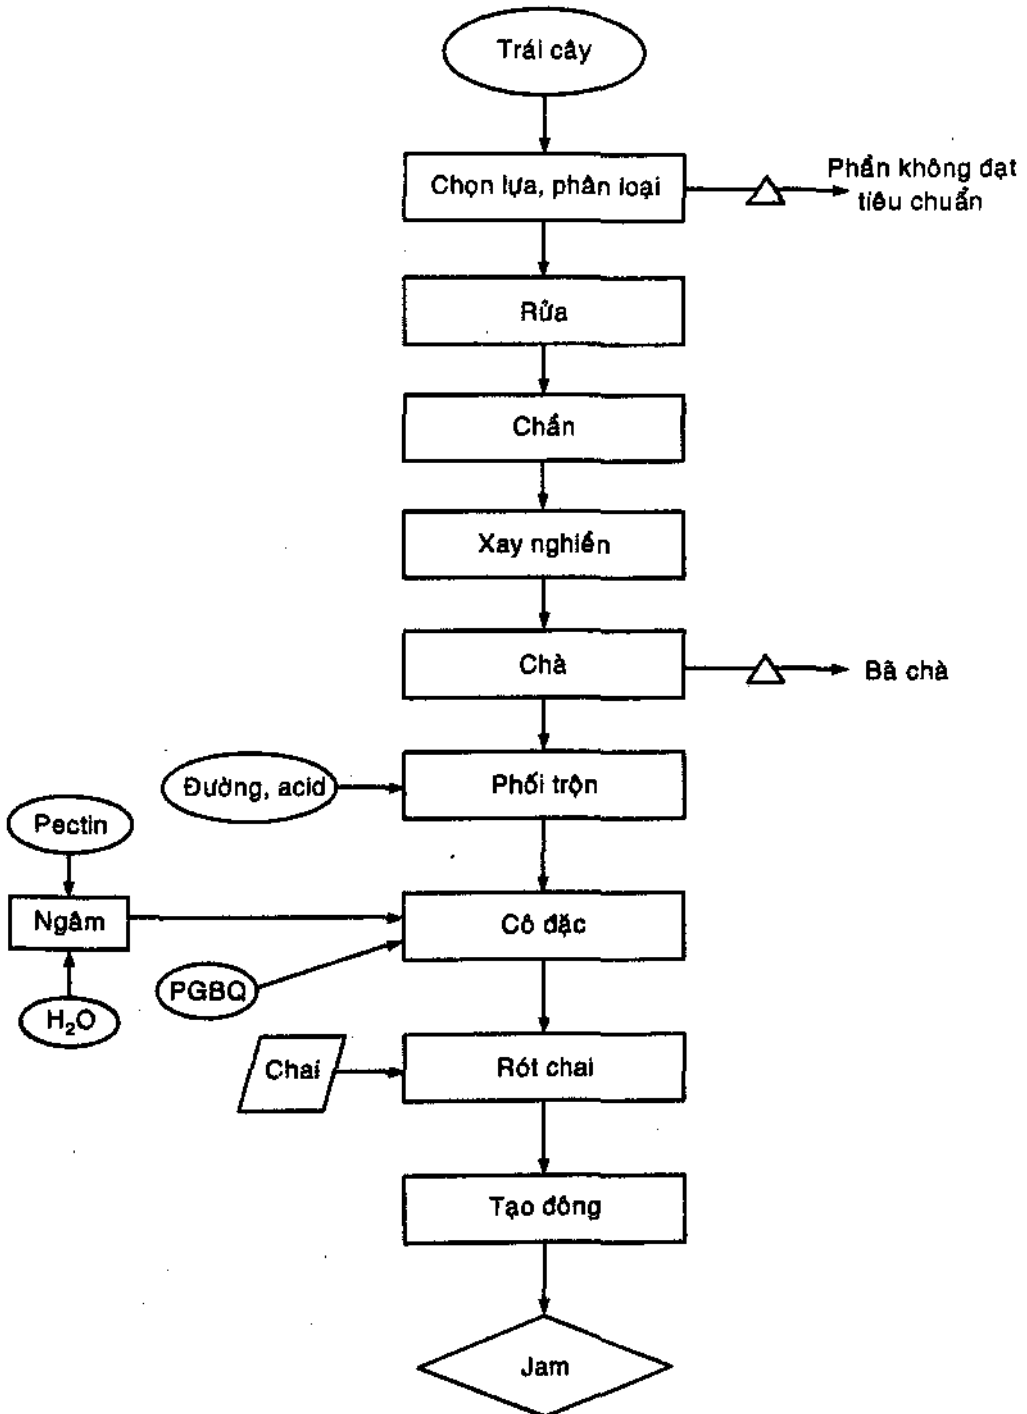 Trái cây
Chọn lựa, phân loại
Phần không đạt
tiêu chuẩn
Rửa
Chần
Xay nghiền
Chà
Bã chà
Đường, acid
Phối trộn
Pectin
Ngâm
Cô đặc
PGBQ
H₂O
Chai
Rót chai
Tạo đông
Jam